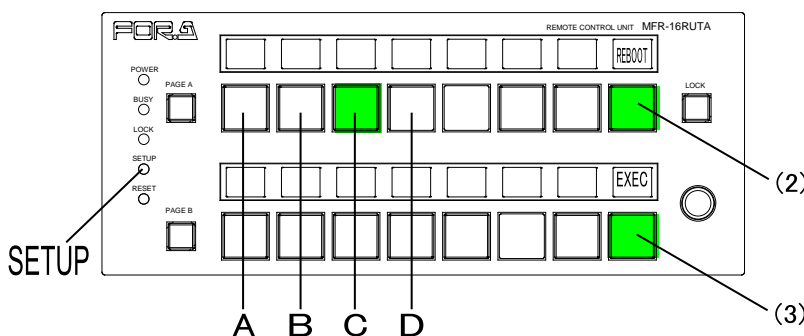 FOR.A
REMOTE CONTROL UNIT MFR-16RUTA
REBOOT
POWER
PAGE A
LOCK
BUSY
LOCK
SETUP
(2)
RESET
EXEC
PAGE B
SETUP
(3)
A B C D